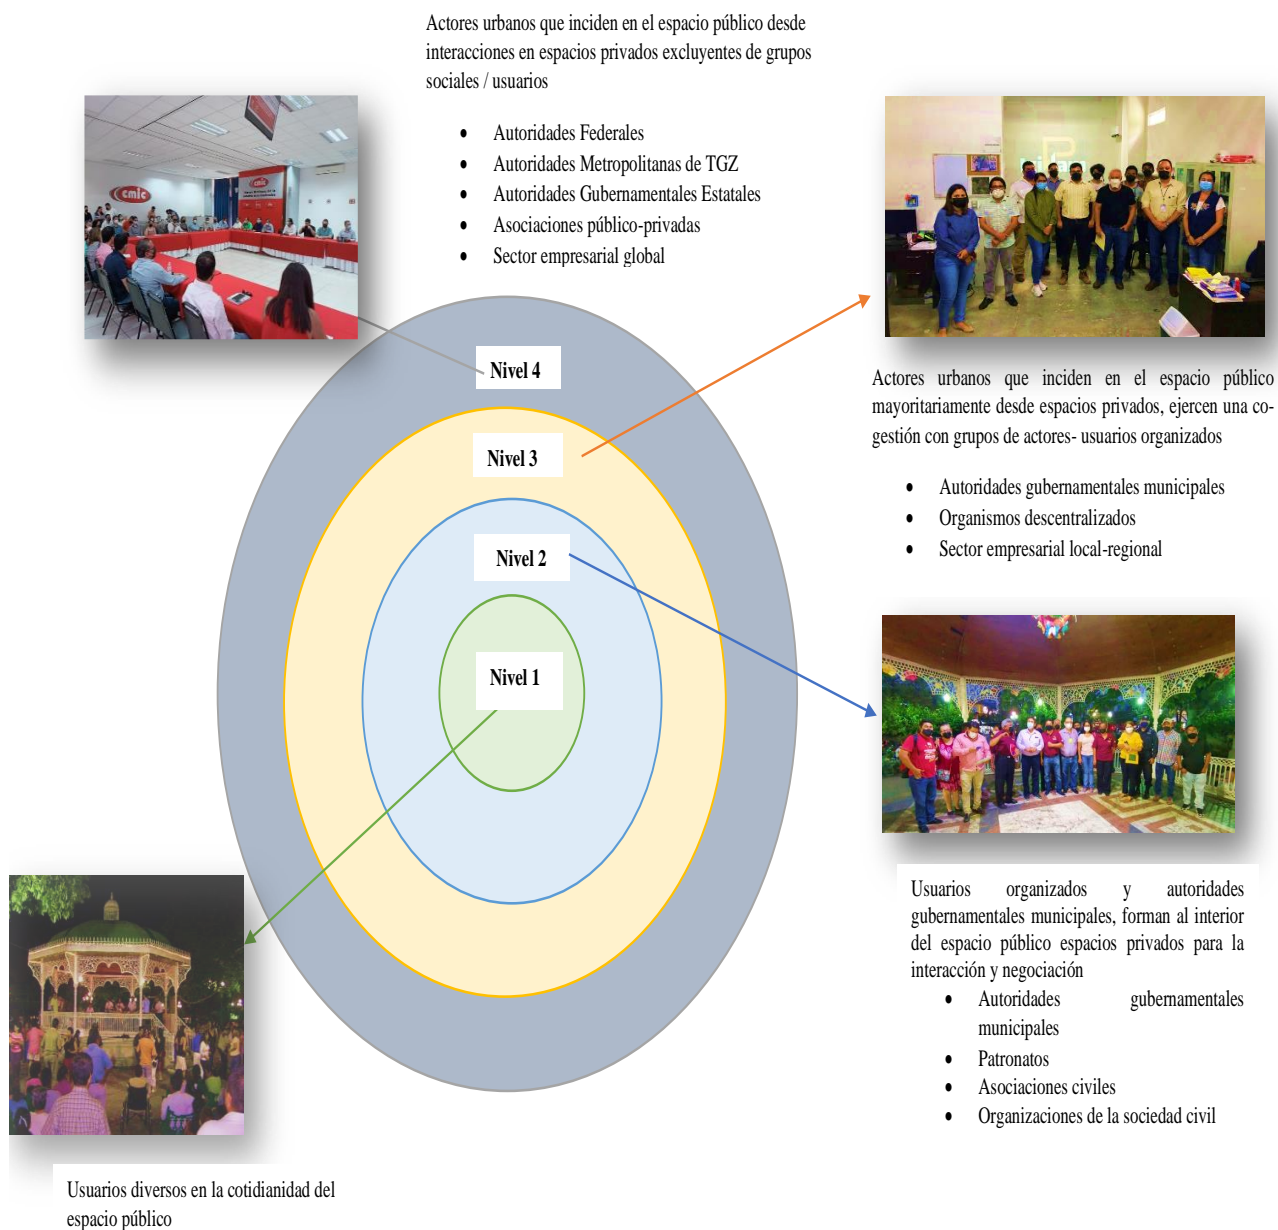 Actores urbanos que inciden en el espacio público desde
interacciones en espacios privados excluyentes de grupos
sociales / usuarios
• Autoridades Federales
• Autoridades Metropolitanas de TGZ
• Autoridades Gubernamentales Estatales
• Asociaciones público-privadas
• Sector empresarial global
cmic
cmic
Nivel 4
Nivel 3
Nivel 2
Nivel 1
Actores urbanos que inciden en el espacio público
mayoritariamente desde espacios privados, ejercen una co-
gestión con grupos de actores- usuarios organizados
• Autoridades gubernamentales municipales
• Organismos descentralizados
• Sector empresarial local-regional
Usuarios organizados y autoridades
gubernamentales municipales, forman al interior
del espacio público espacios privados para la
interacción y negociación
• Autoridades gubernamentales
municipales
• Patronatos
• Asociaciones civiles
• Organizaciones de la sociedad civil
Usuarios diversos en la cotidianidad del
espacio público